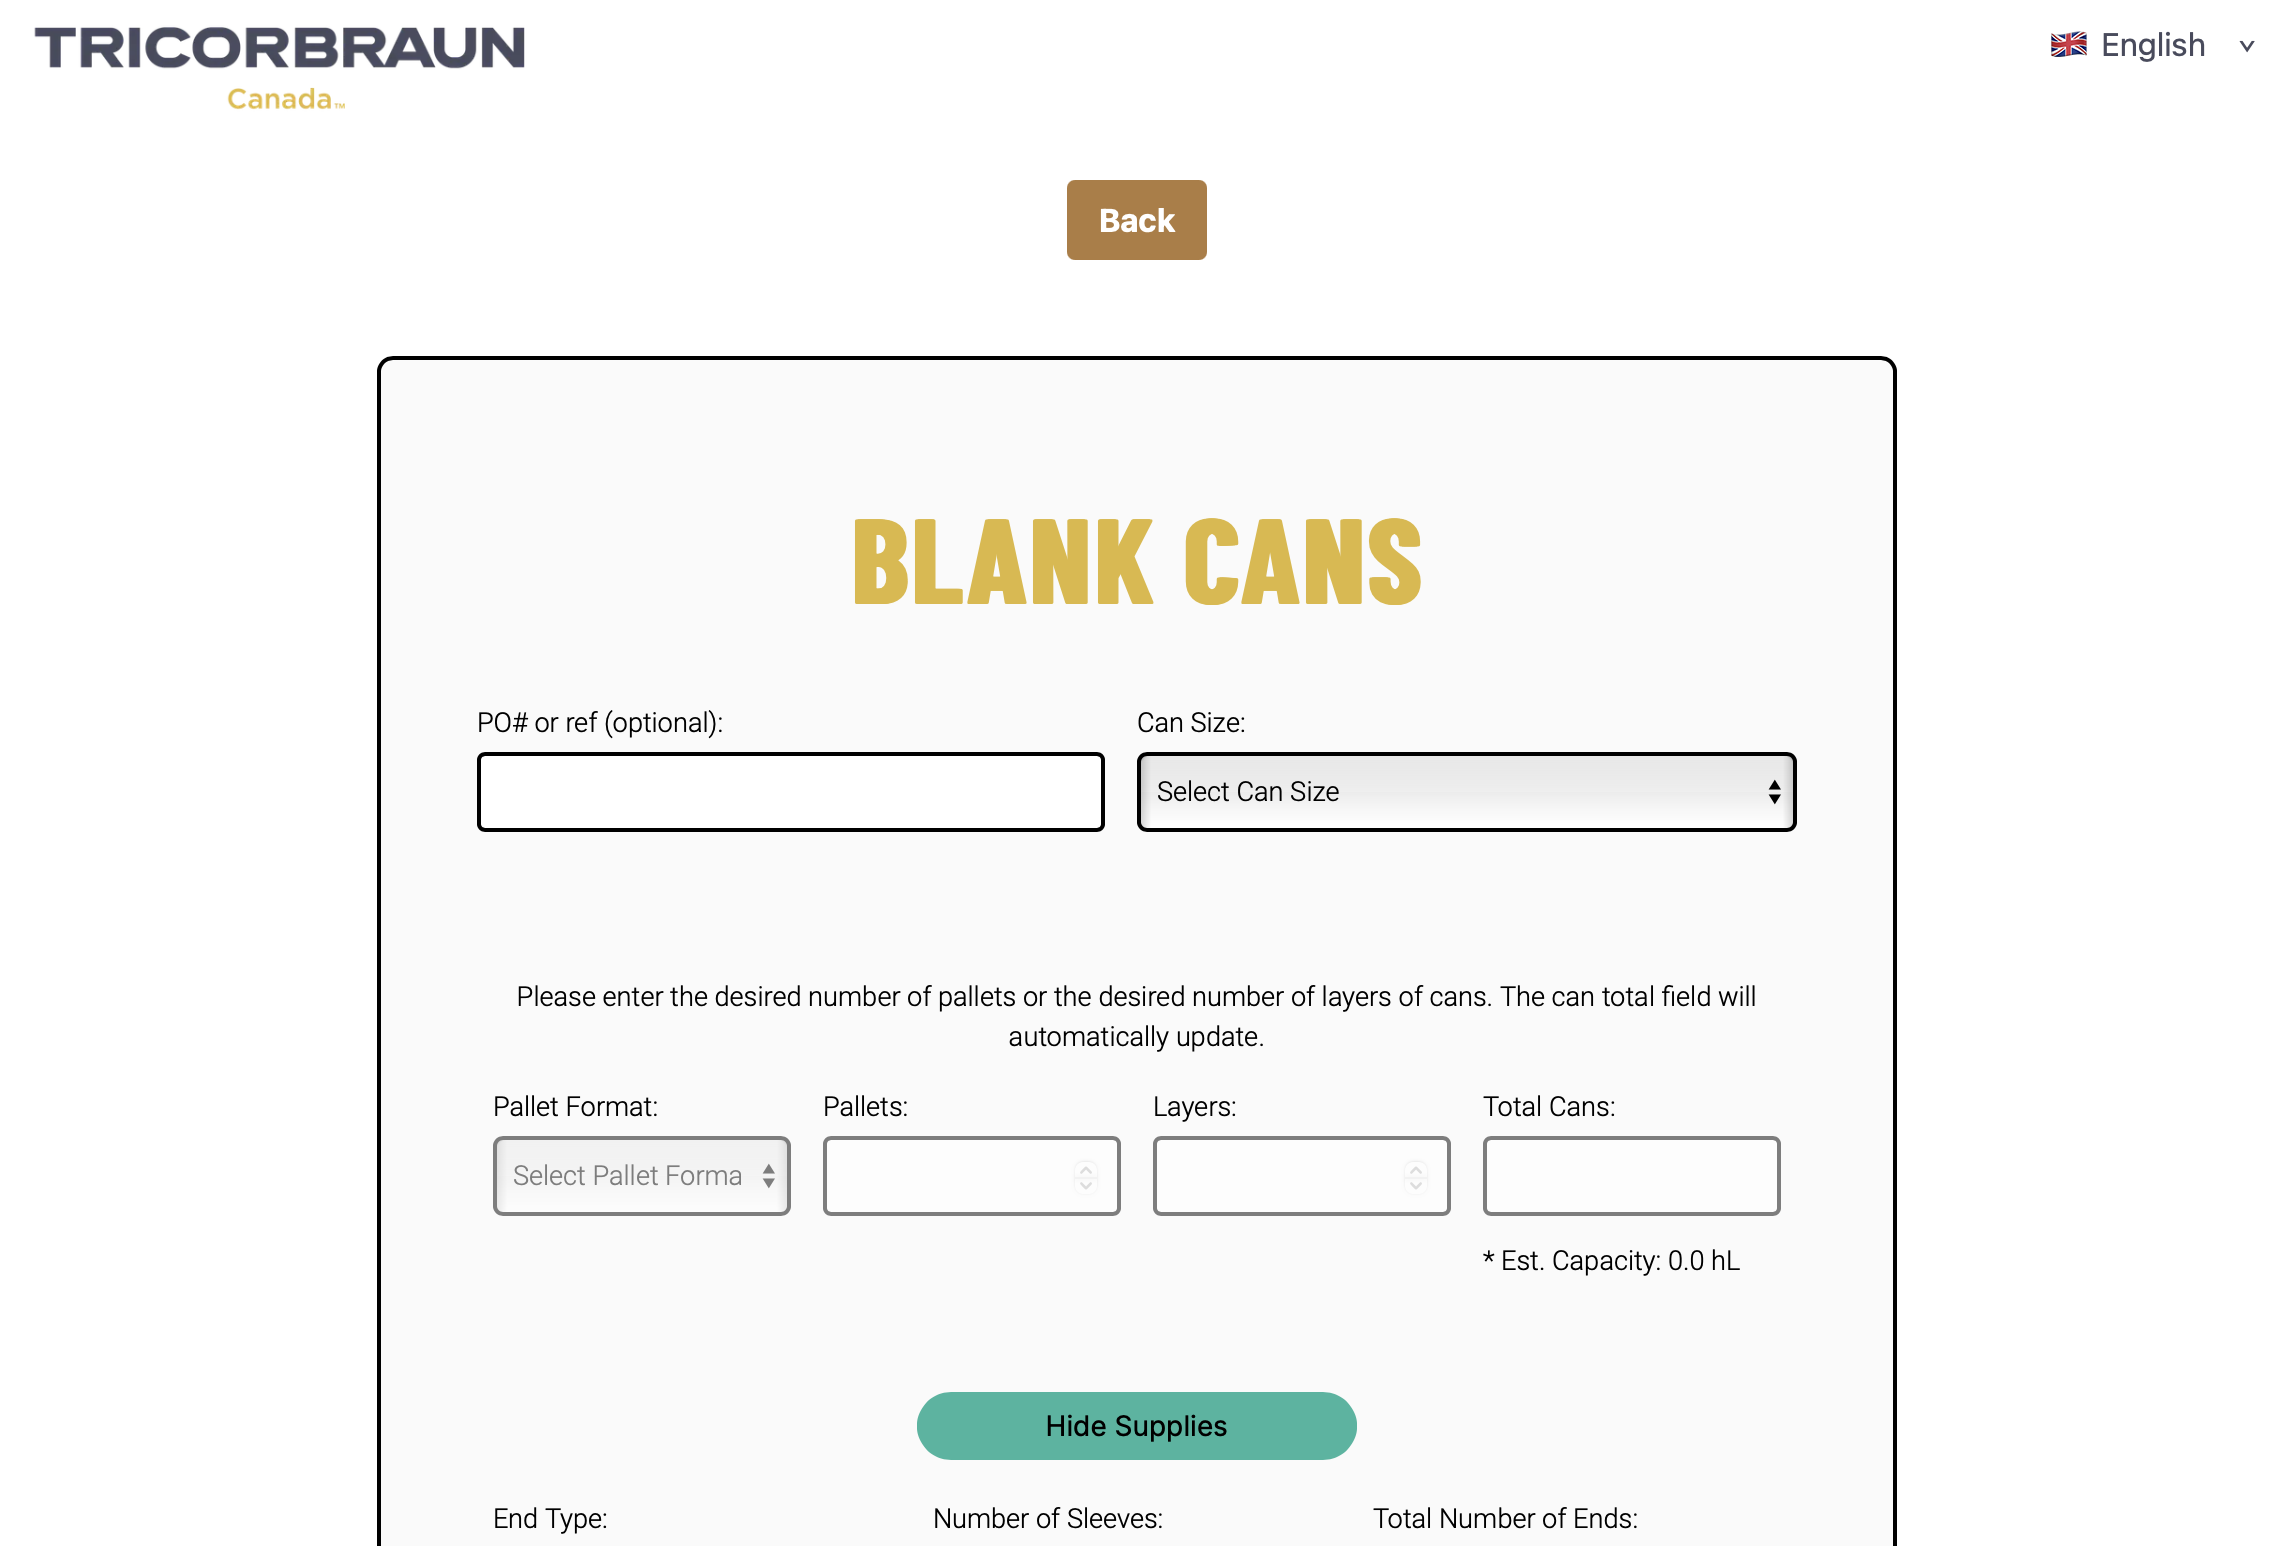 TRICORBRAUN
Canada™
English
Back
BLANK CANS
PO# or ref (optional):
Can Size:
Select Can Size
Please enter the desired number of pallets or the desired number of layers of cans. The can total field will
automatically update.
Pallet Format:
Pallets:
Layers:
Total Cans:
Select Pallet Forma
* Est. Capacity: 0.0 hL
Hide Supplies
End Type:
Number of Sleeves:
Total Number of Ends: